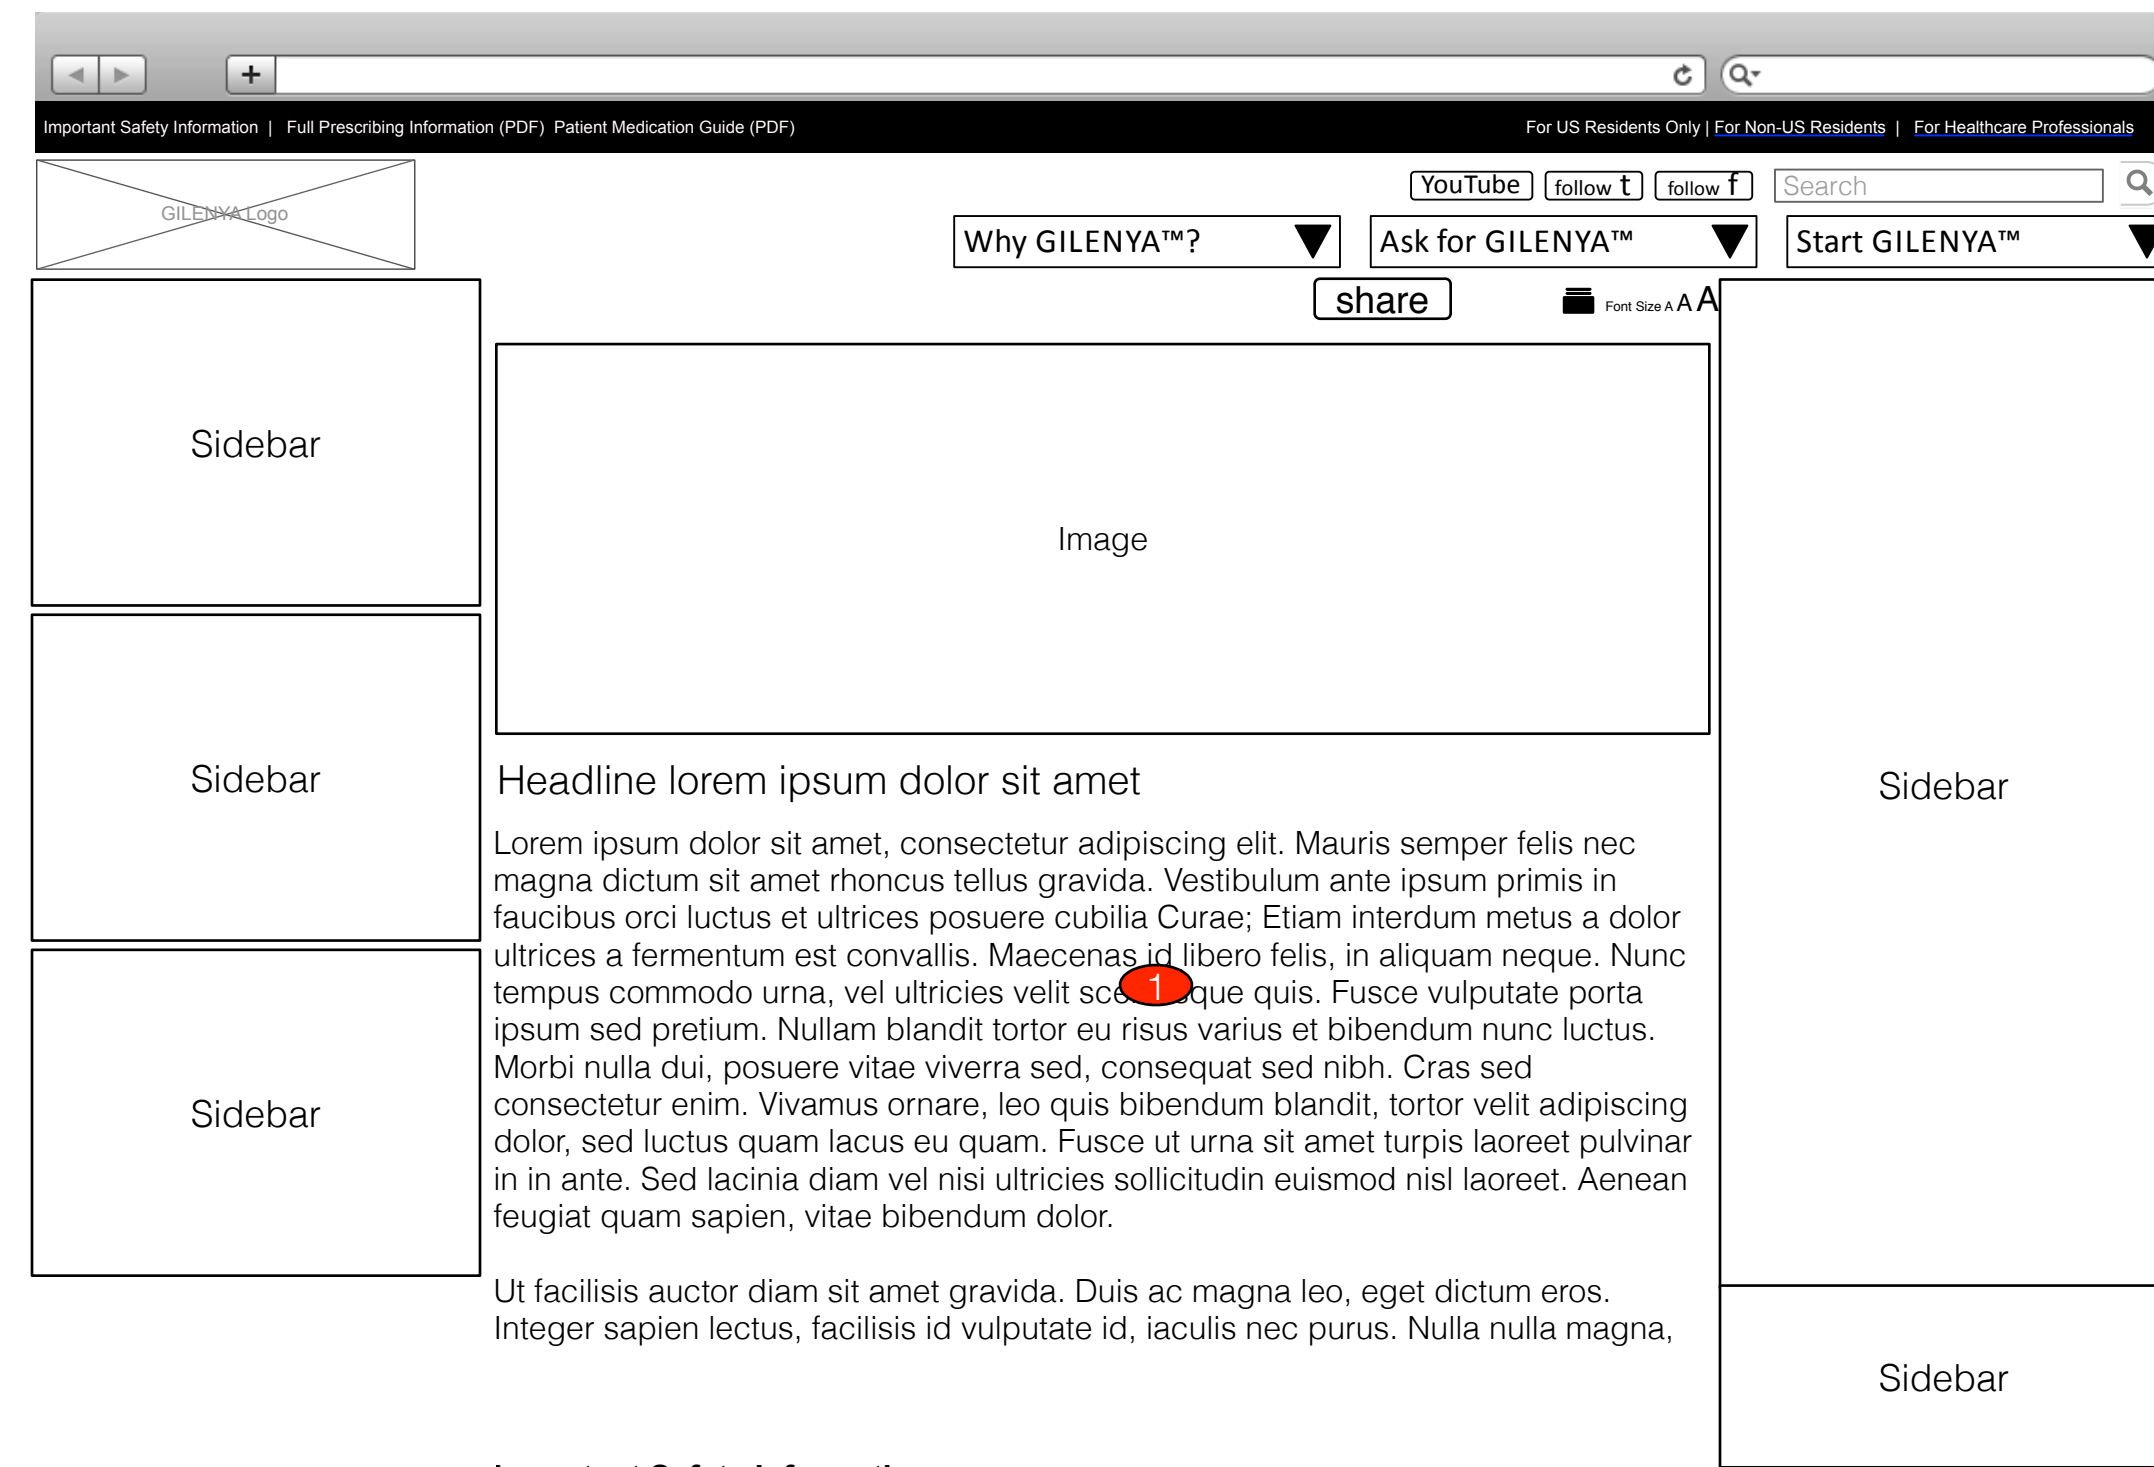 Important Safety Information | Full Prescribing Information (PDF) Patient Medication Guide (PDF)
For US Residents Only | For Non-US Residents | For Healthcare Professionals
GILENYA Logo
YouTube
follow t
follow f
Search
Why GILENYA™?
Ask for GILENYA™
Start GILENYA™
share
Font Size A A A
Sidebar
Image
Sidebar
Sidebar
Sidebar
Sidebar
Headline lorem ipsum dolor sit amet
Lorem ipsum dolor sit amet, consectetur adipiscing elit. Mauris semper felis nec
magna dictum sit amet rhoncus tellus gravida. Vestibulum ante ipsum primis in
faucibus orci luctus et ultrices posuere cubilia Curae; Etiam interdum metus a dolor
ultrices a fermentum est convallis. Maecenas id libero felis, in aliquam neque. Nunc
tempus commodo urna, vel ultricies velit quis. Fusce vulputate porta
1
ipsum sed pretium. Nullam blandit tortor eu risus varius et bibendum nunc luctus.
Morbi nulla dui, posuere vitae viverra sed, consequat sed nibh. Cras sed
consectetur enim. Vivamus ornare, leo quis bibendum blandit, tortor velit adipiscing
dolor, sed luctus quam lacus eu quam. Fusce ut urna sit amet turpis laoreet pulvinar
in in ante. Sed lacinia diam vel nisi ultricies sollicitudin euismod nisl laoreet. Aenean
feugiat quam sapien, vitae bibendum dolor.
Ut facilisis auctor diam sit amet gravida. Duis ac magna leo, eget dictum eros.
Integer sapien lectus, facilisis id vulputate id, iaculis nec purus. Nulla nulla magna,